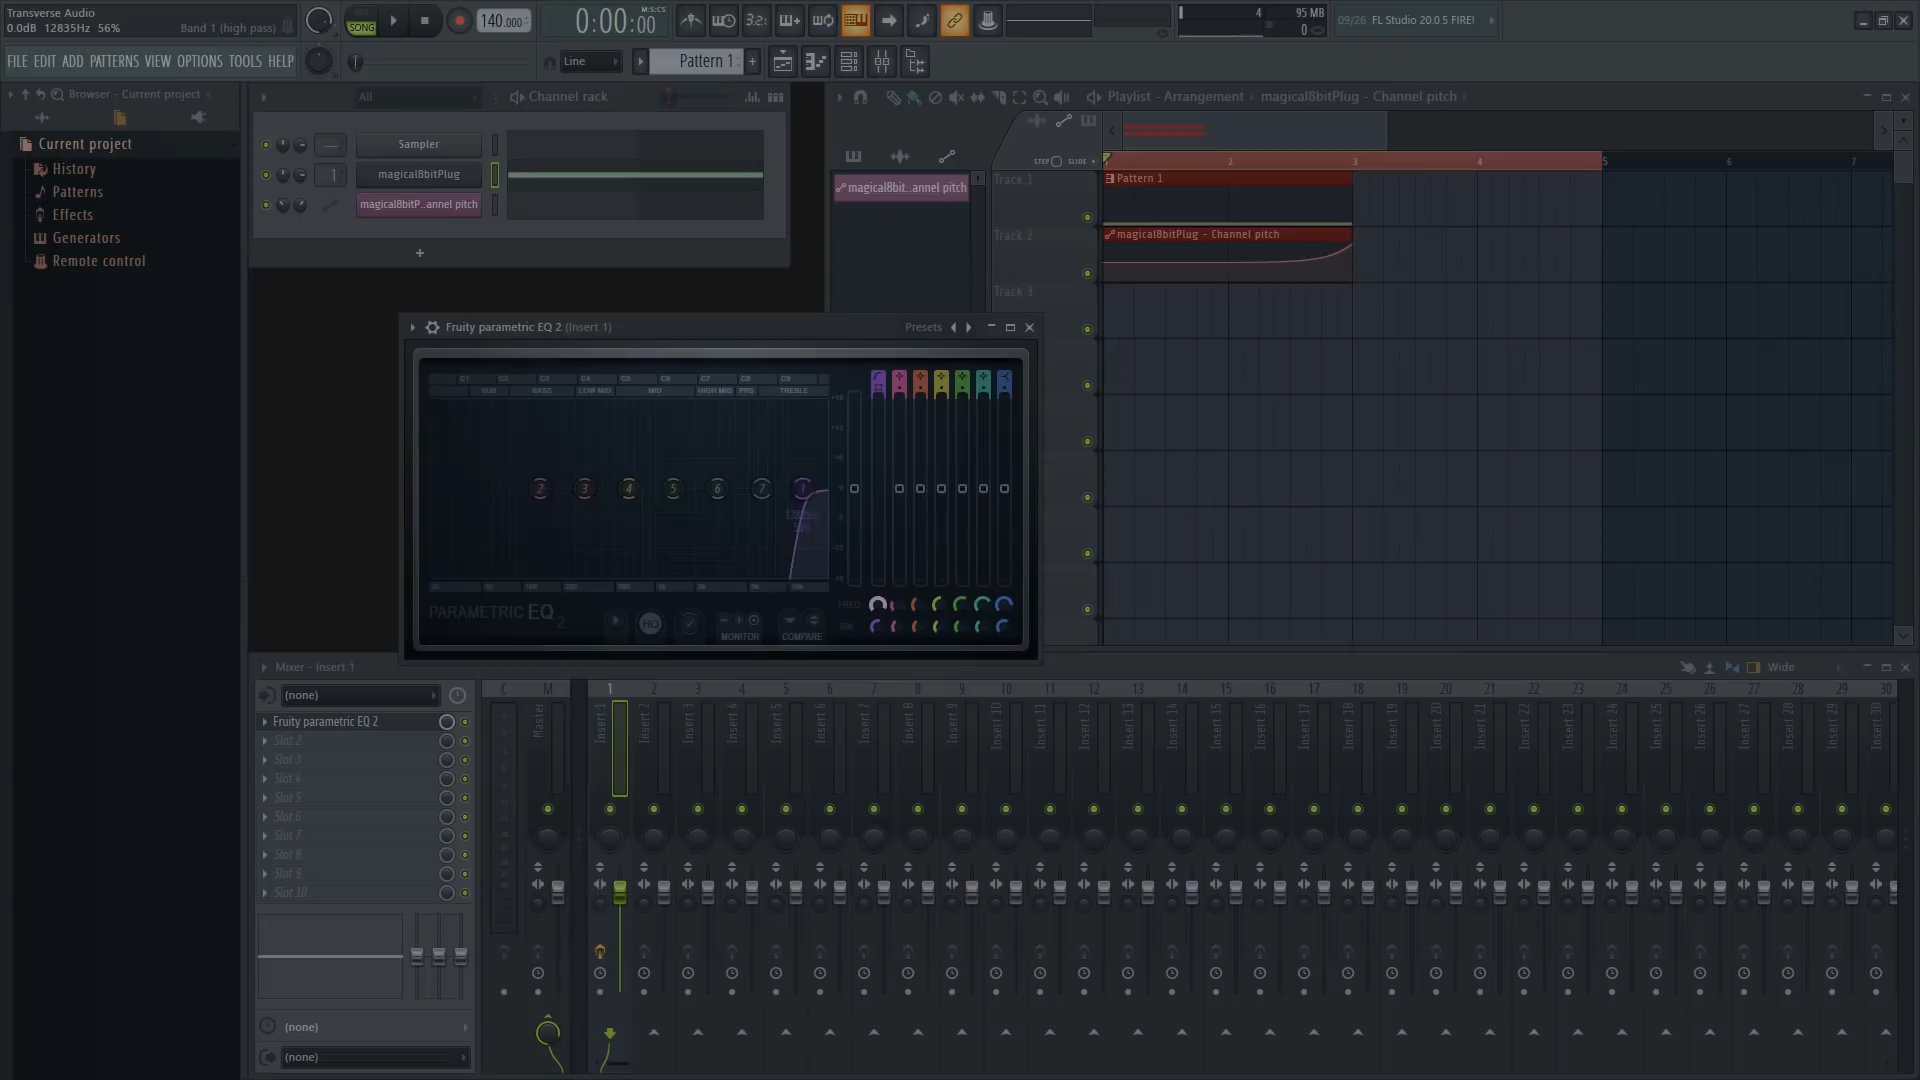 Transverse Audio
0.0dB 12835Hz 56% Band 1 (high pass)
PAT
SONG
140.000
0:00:00
M:S:CS
3.2.
4
95 MB
0
09/26 FL Studio 20.0.5 FIRE!
FILE EDIT ADD PATTERNS VIEW OPTIONS TOOLS HELP
Line
Pattern 1
+
Browser - Current project
Current project
History
Patterns
Effects
Generators
Remote control
All
Channel rack
Sampler
1
magical8bitPlug
magical8bitP..annel pitch
+
Playlist - Arrangement
magical8bitPlug - Channel pitch
STEP SLIDE
2 3 4 5 6 7
magical8bit..annel pitch
Track 1
Pattern 1
Track 2
magical8bitPlug - Channel pitch
Track 3
Fruity parametric EQ 2 (Insert 1)
Presets
C1 C2 C3 C4 C5 C6 C7 C8 C9
SUB BASS LOW MID MID HIGH MID PRS TREBLE
2 3 4 5 6 7 1
PARAMETRIC EQ 2
HQ
MONITOR
COMPARE
FREQ
BW
Mixer - Insert 1
Wide
(none)
Fruity parametric EQ 2
Slot 2
Slot 3
Slot 4
Slot 5
Slot 6
Slot 7
Slot 8
Slot 9
Slot 10
(none)
(none)
C M 1 2 3 4 5 6 7 8 9 10 11 12 13 14 15 16 17 18 19 20 21 22 23 24 25 26 27 28 29 30
Master
Insert 1
Insert 2
Insert 3
Insert 4
Insert 5
Insert 6
Insert 7
Insert 8
Insert 9
Insert 10
Insert 11
Insert 12
Insert 13
Insert 14
Insert 15
Insert 16
Insert 17
Insert 18
Insert 19
Insert 20
Insert 21
Insert 22
Insert 23
Insert 24
Insert 25
Insert 26
Insert 27
Insert 28
Insert 29
Insert 30